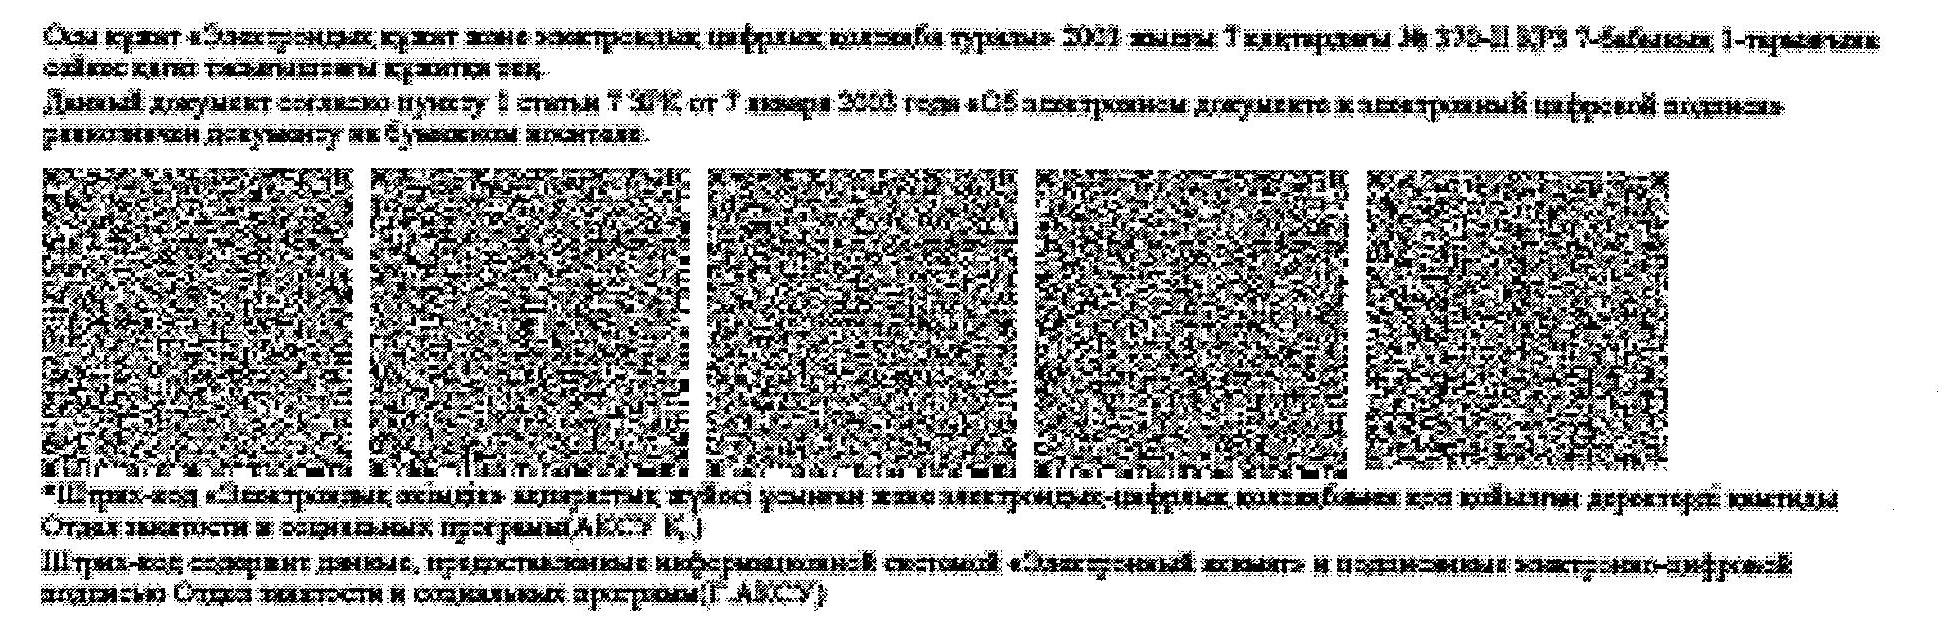 Осы құжат «Электрондық құжат және электрондық цифрлық қолтаңба туралы» 2003 жылғы 7 қаңтардағы № 370-II ҚРЗ 7-бабының 1-тармағына
сәйкес қағаз тасығыштағы құжатқа тең.
Данный документ согласно пункту 1 статьи 7 ЗРК от 7 января 2003 года «Об электронном документе и электронной цифровой подписи»
равнозначен документу на бумажном носителе.
*Штрих-код «Электрондық әкімдік» ақпараттық жүйесі ұсынған және электрондық-цифрлық қолтаңбамен қол қойылған деректерді қамтиды
Отдел занятости и социальных программ(АКСУ Қ.)
Штрих-код содержит данные, предоставленные информационной системой «Электронный акимат» и подписанные электронно-цифровой
подписью Отдел занятости и социальных программ(Г.АКСУ)